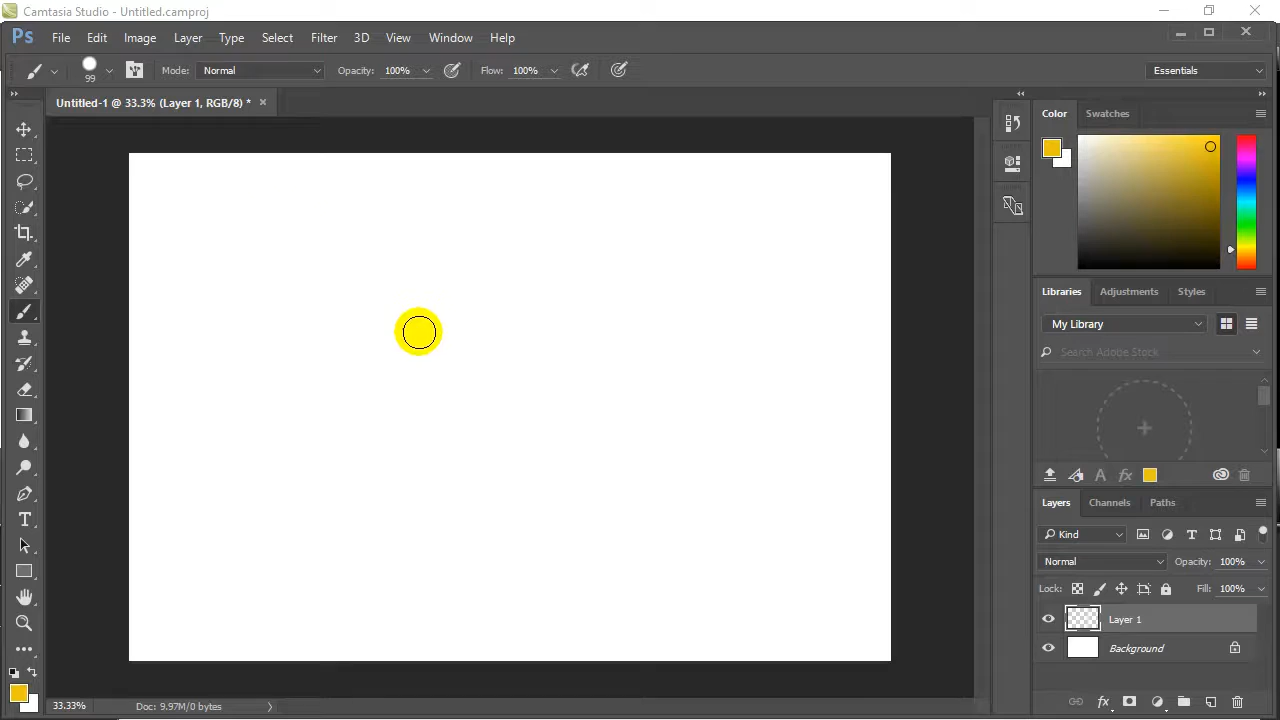 Camtasia Studio - Untitled.camproj
Ps File Edit Image Layer Type Select Filter 3D View Window Help
99 Mode: Normal Opacity: 100% Flow: 100% Essentials
Untitled-1 @ 33.3% (Layer 1, RGB/8) *
Color Swatches
Libraries Adjustments Styles
My Library
Search Adobe Stock
Layers Channels Paths
Kind
Normal Opacity: 100%
Lock: Fill: 100%
Layer 1
Background
33.33% Doc: 9.97M/0 bytes